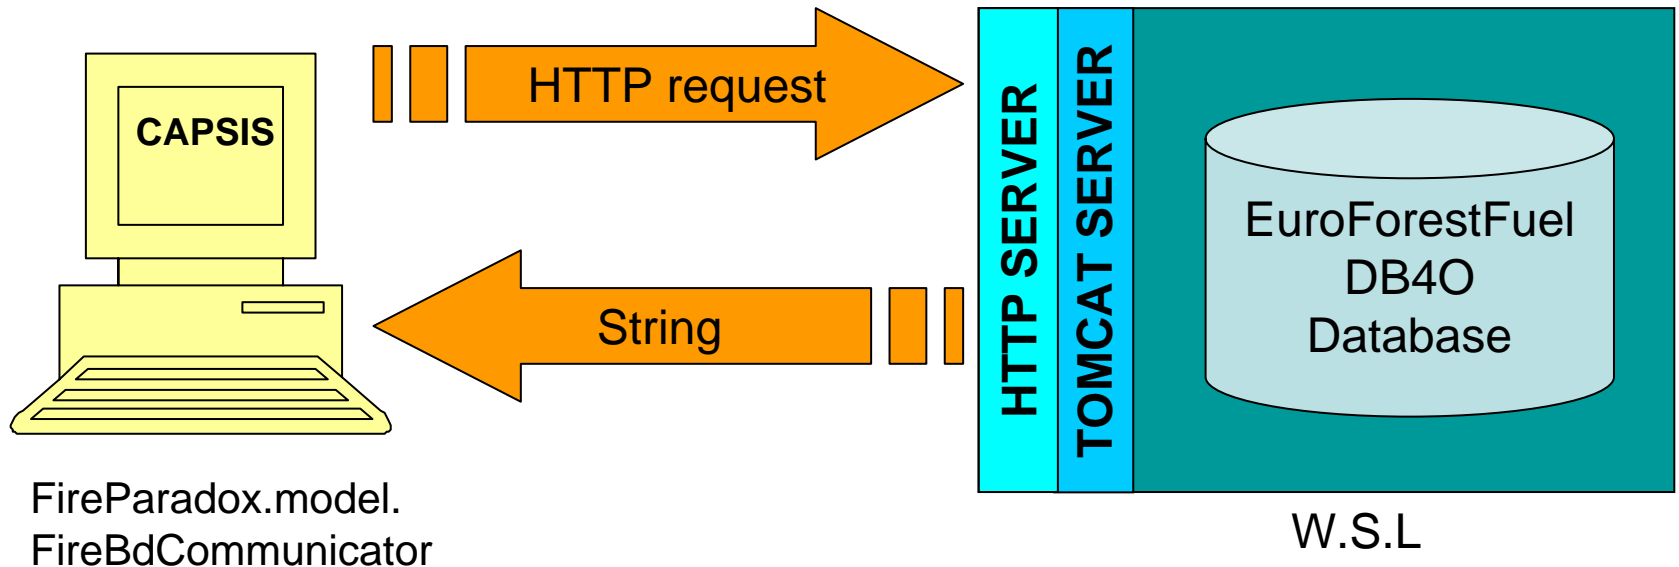 CAPSIS
HTTP request
String
HTTP SERVER
TOMCAT SERVER
EuroForestFuel
DB4O
Database
FireParadox.model.
FireBdCommunicator
W.S.L